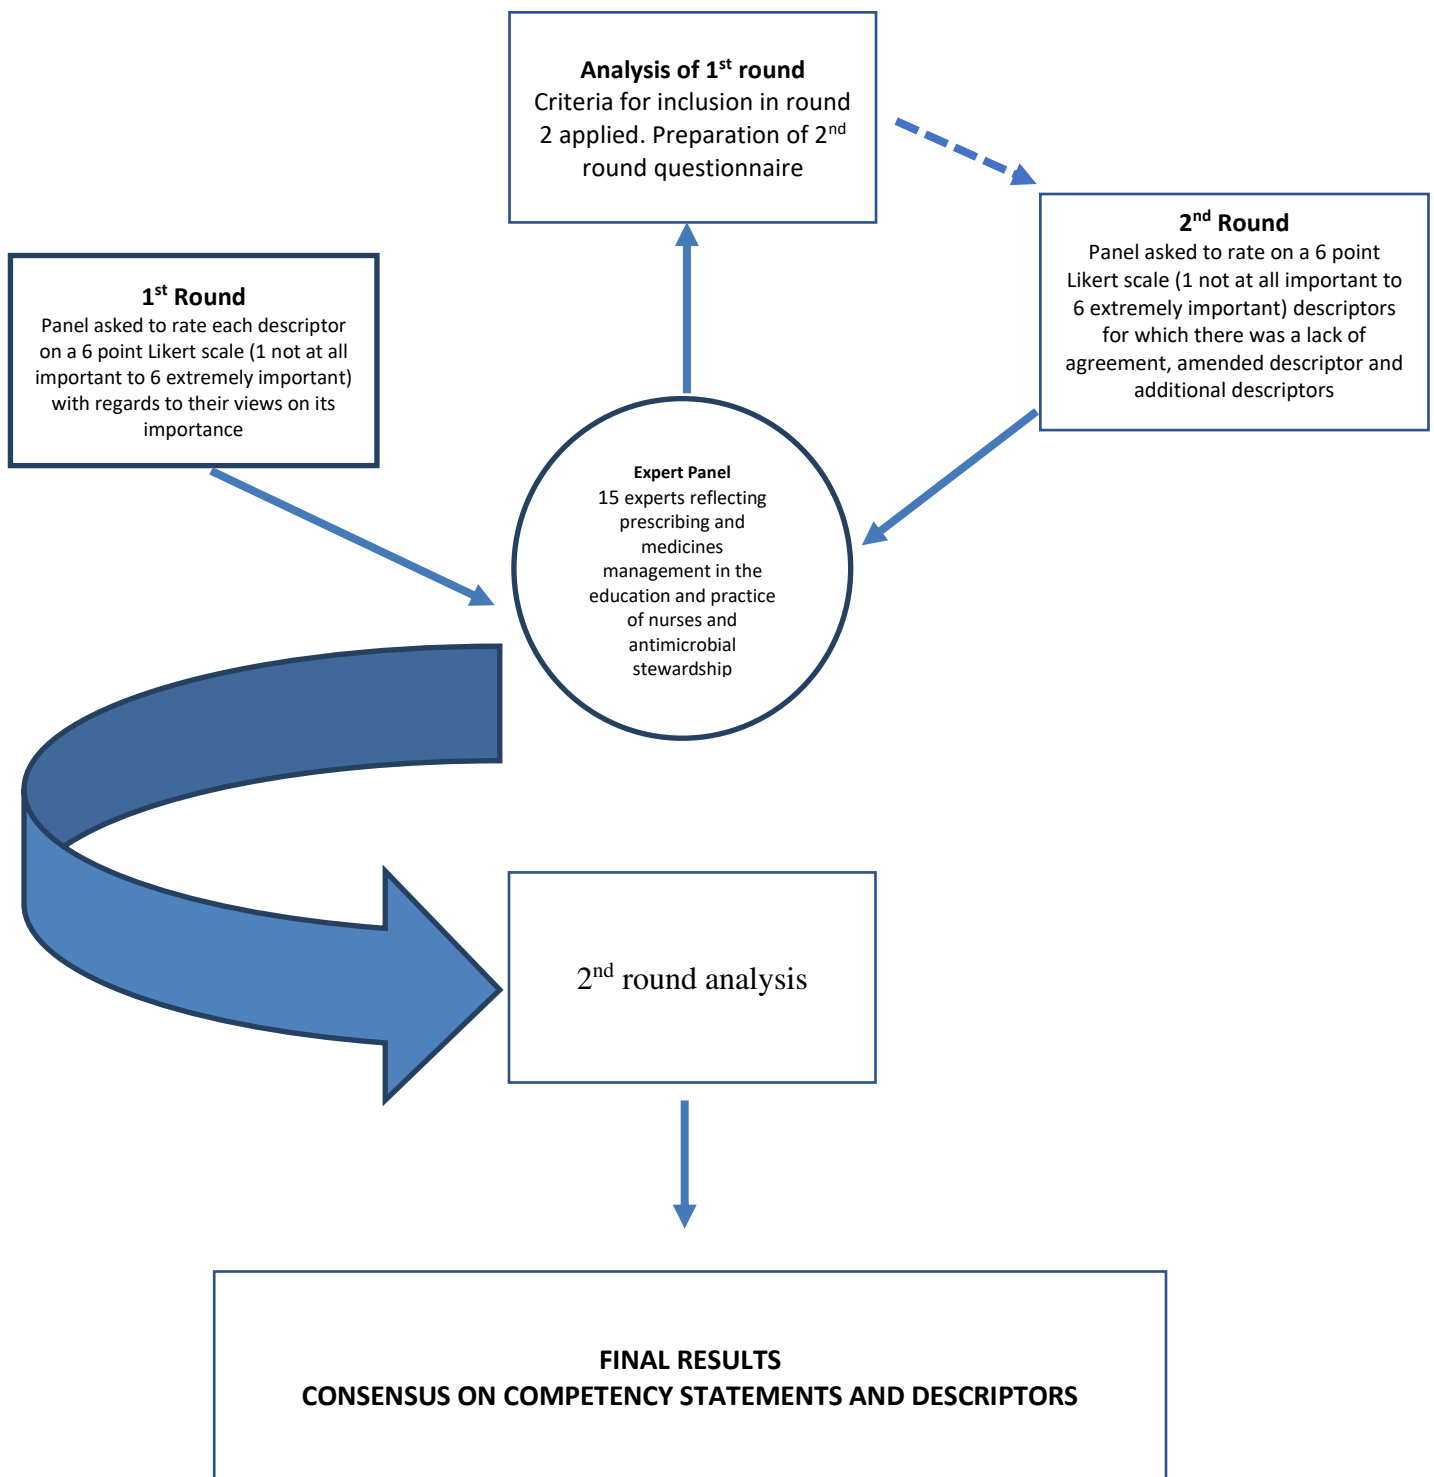 Analysis of 1st round
Criteria for inclusion in round
2 applied. Preparation of 2nd
round questionnaire
2nd Round
Panel asked to rate on a 6 point
Likert scale (1 not at all important to
6 extremely important) descriptors
for which there was a lack of
agreement, amended descriptor and
additional descriptors
1st Round
Panel asked to rate each descriptor
on a 6 point Likert scale (1 not at all
important to 6 extremely important)
with regards to their views on its
importance
Expert Panel
15 experts reflecting
prescribing and
medicines
management in the
education and practice
of nurses and
antimicrobial
stewardship
2nd round analysis
FINAL RESULTS
CONSENSUS ON COMPETENCY STATEMENTS AND DESCRIPTORS